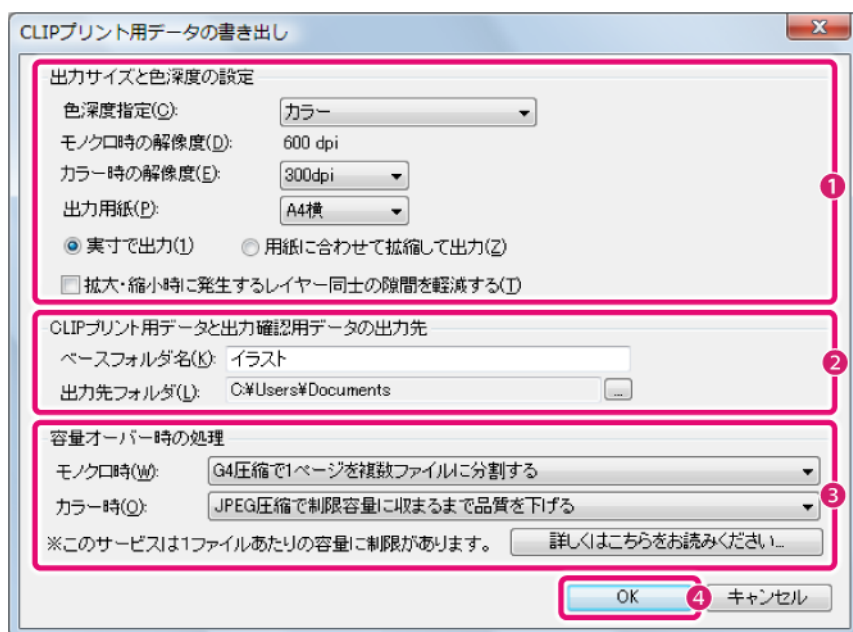 CLIPプリント用データの書き出し
出力サイズと色深度の設定
色深度指定(C): カラー
モノクロ時の解像度(D): 600 dpi
カラー時の解像度(E): 300dpi
1
出力用紙(P): A4横
実寸で出力(1) 用紙に合わせて拡縮して出力(Z)
拡大・縮小時に発生するレイヤー同士の隙間を軽減する(T)
CLIPプリント用データと出力確認用データの出力先
ベースフォルダ名(K): イラスト
2
出力先フォルダ(L): C:¥Users¥Documents ...
容量オーバー時の処理
モノクロ時(W): G4圧縮で1ページを複数ファイルに分割する
3
カラー時(O): JPEG圧縮で制限容量に収まるまで品質を下げる
※このサービスは1ファイルあたりの容量に制限があります。 詳しくはこちらをお読みください...
OK 4 キャンセル